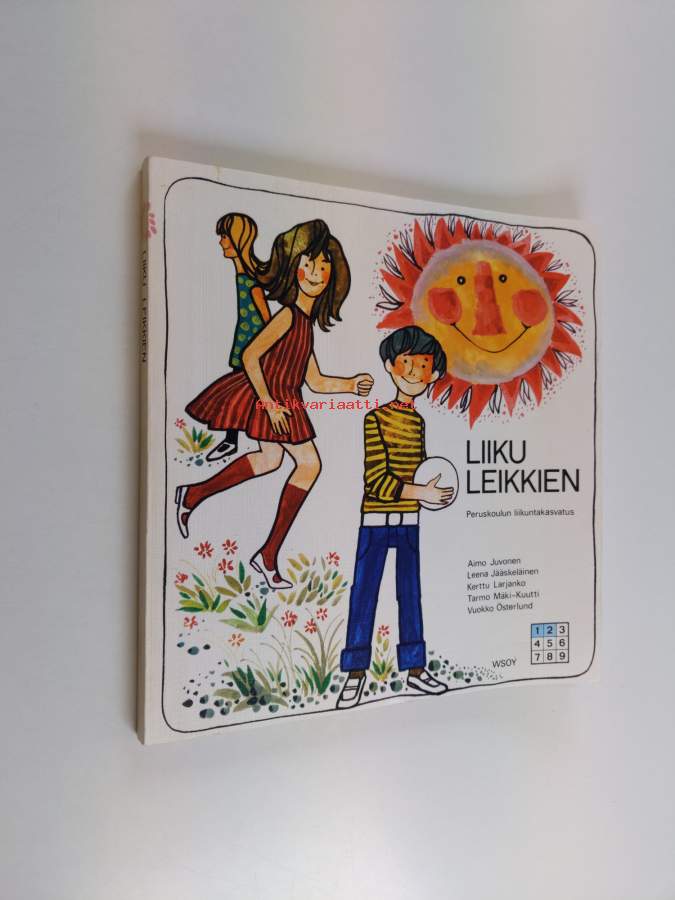 LIIKU LEIKKIEN
antikvariaatti.net
LIIKU
LEIKKIEN
Peruskoulun liikuntakasvatus
Aimo Juvonen
Leena Jääskeläinen
Kerttu Larjanko
Tarmo Mäki-Kuutti
Vuokko Österlund
WSOY
1 2 3
4 5 6
7 8 9